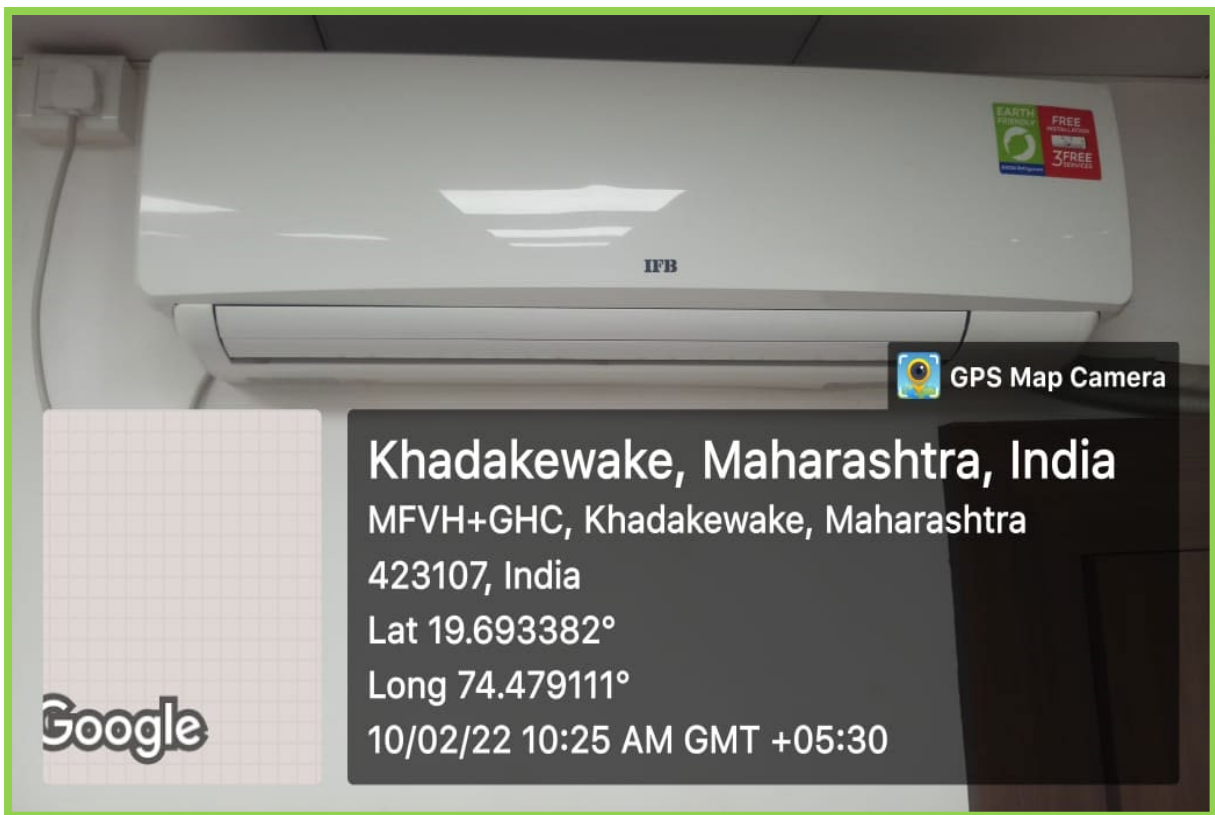 EARTH
FRIENDLY
FREE
INSTALLATION
3 FREE
SERVICES
IFB
GPS Map Camera
Khadakewake, Maharashtra, India
MFVH+GHC, Khadakewake, Maharashtra
423107, India
Lat 19.693382°
Long 74.479111°
10/02/22 10:25 AM GMT +05:30
Google